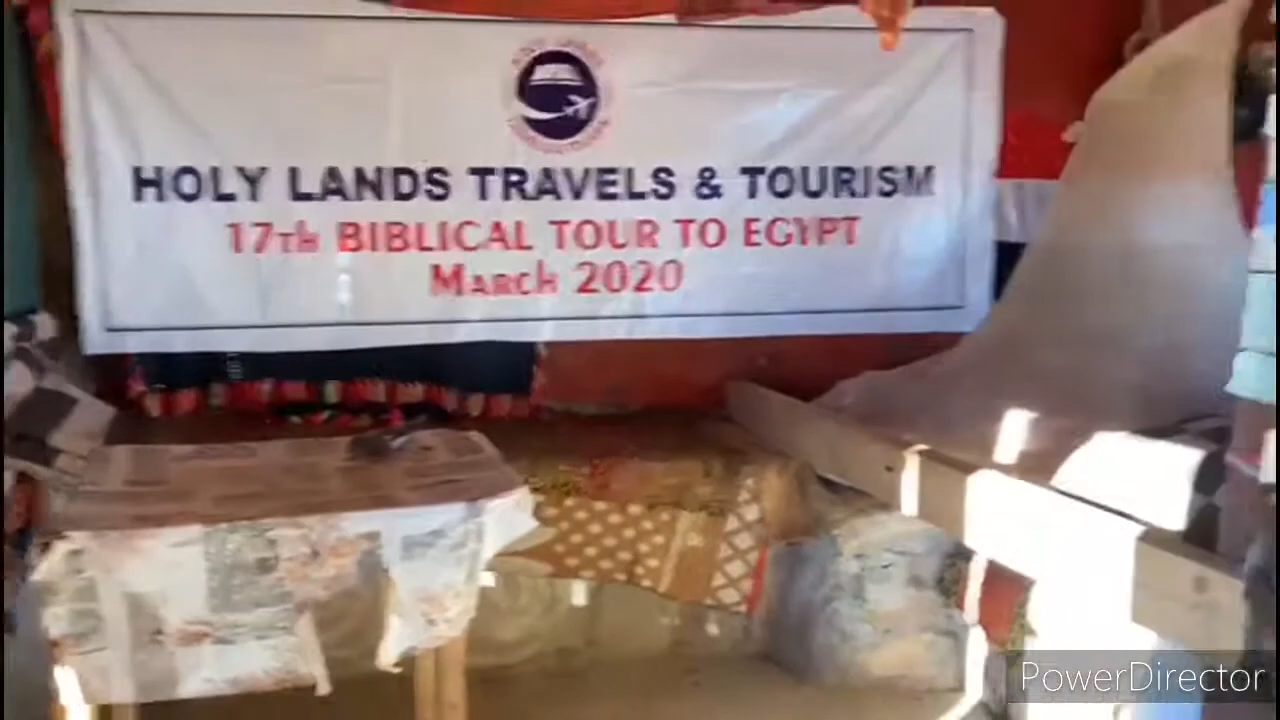 HOLY LANDS TRAVELS & TOURISM
17th BIBLICAL TOUR TO EGYPT
March 2020
PowerDirector